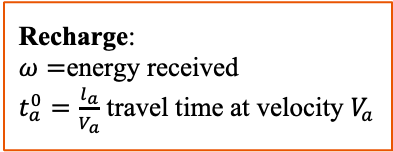 Recharge:
ω =energy received
t_a^0 = l_a/V_a travel time at velocity V_a